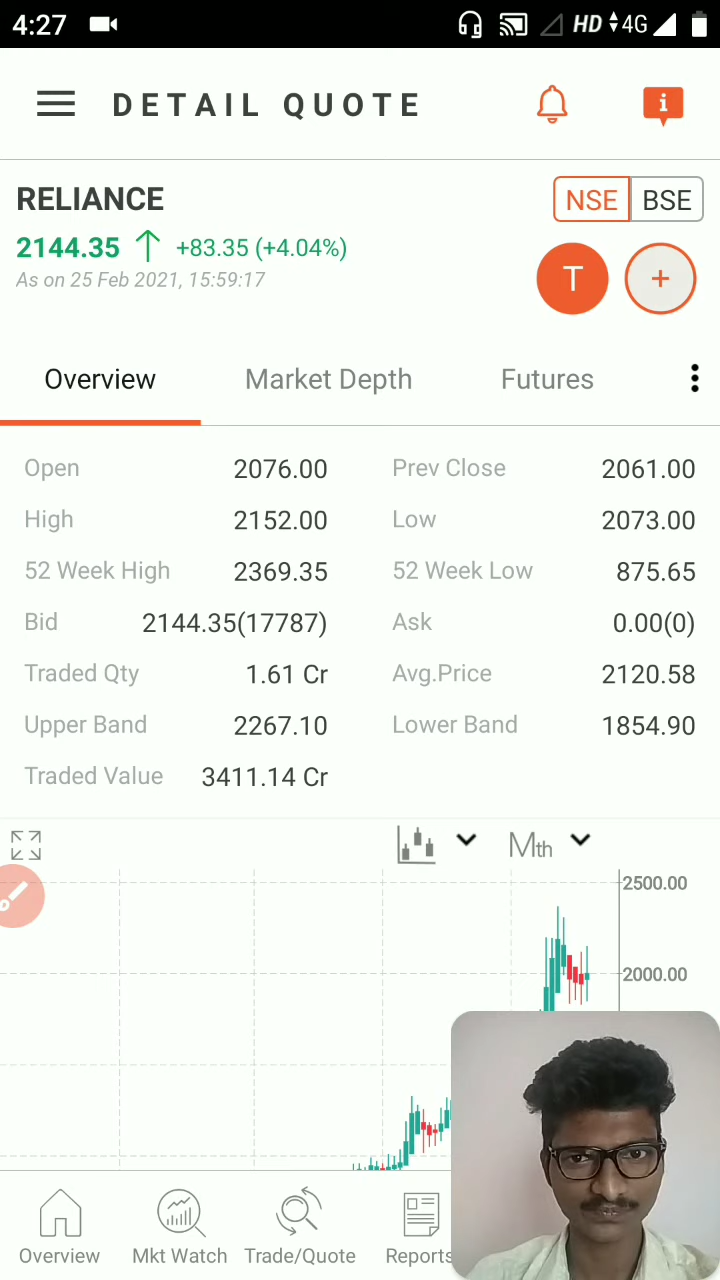 4:27 HD 4G
DETAIL QUOTE
RELIANCE NSE BSE
2144.35 +83.35 (+4.04%)
As on 25 Feb 2021, 15:59:17
T +
Overview Market Depth Futures
Open 2076.00 Prev Close 2061.00
High 2152.00 Low 2073.00
52 Week High 2369.35 52 Week Low 875.65
Bid 2144.35(17787) Ask 0.00(0)
Traded Qty 1.61 Cr Avg.Price 2120.58
Upper Band 2267.10 Lower Band 1854.90
Traded Value 3411.14 Cr
Mth
2500.00
2000.00
Overview Mkt Watch Trade/Quote Reports